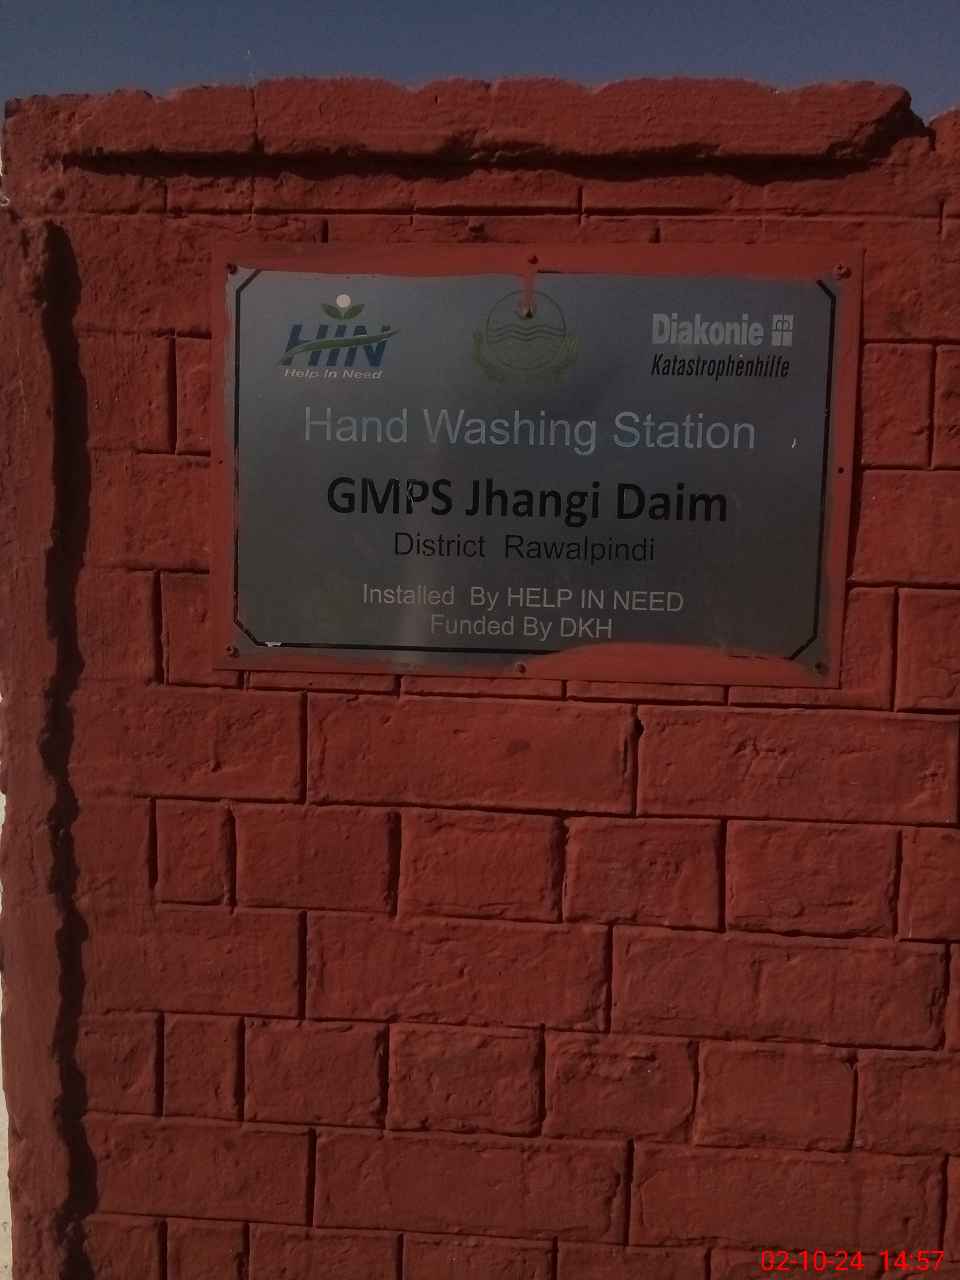 HIN
Help In Need
Diakonie
Katastrophenhilfe
Hand Washing Station
GMPS Jhangi Daim
District Rawalpindi
Installed By HELP IN NEED
Funded By DKH
02-10-24 14:57